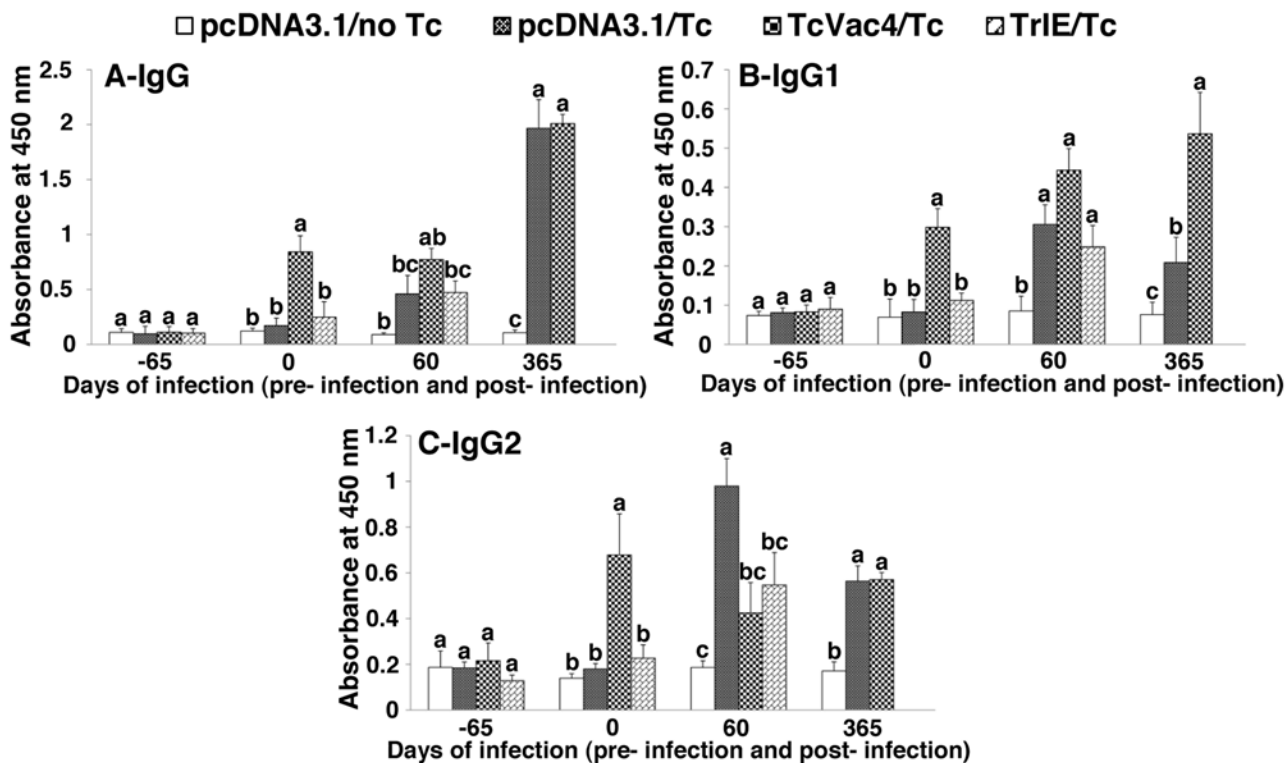 pcDNA3.1/no Tc pcDNA3.1/Tc TcVac4/Tc TrIE/Tc
A-IgG
2.5
2
1.5
1
0.5
0
Absorbance at 450 nm
a a a a
b b a b
b bc ab bc
c a a
-65 0 60 365
Days of infection (pre- infection and post- infection)
B-IgG1
0.7
0.6
0.5
0.4
0.3
0.2
0.1
0
Absorbance at 450 nm
a a a a
b b a b
b a a a
c b a
-65 0 60 365
Days of infection (pre- infection and post- infection)
C-IgG2
1.2
1
0.8
0.6
0.4
0.2
0
Absorbance at 450 nm
a a a a
b b a b
c a bc bc
b a a
-65 0 60 365
Days of infection (pre- infection and post- infection)